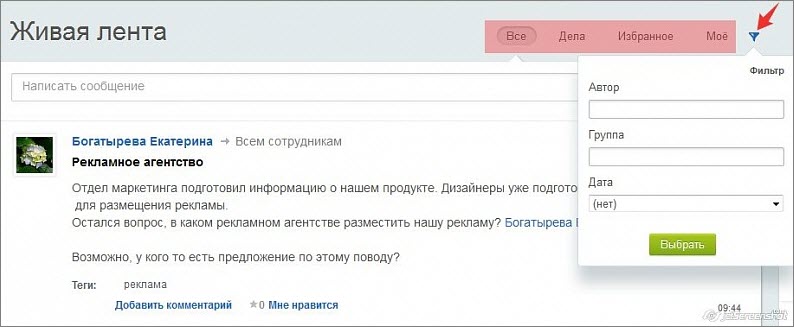 Живая лента
Все Дела Избранное Моё
Фильтр
Автор
Группа
Дата
(нет)
Выбрать
Написать сообщение
Богатырева Екатерина → Всем сотрудникам
Рекламное агентство
Отдел маркетинга подготовил информацию о нашем продукте. Дизайнеры уже подгото
для размещения рекламы.
Остался вопрос, в каком рекламном агентстве разместить нашу рекламу? Богатырева
Возможно, у кого то есть предложение по этому поводу?
Теги: реклама
Добавить комментарий ★0 Мне нравится
09:44